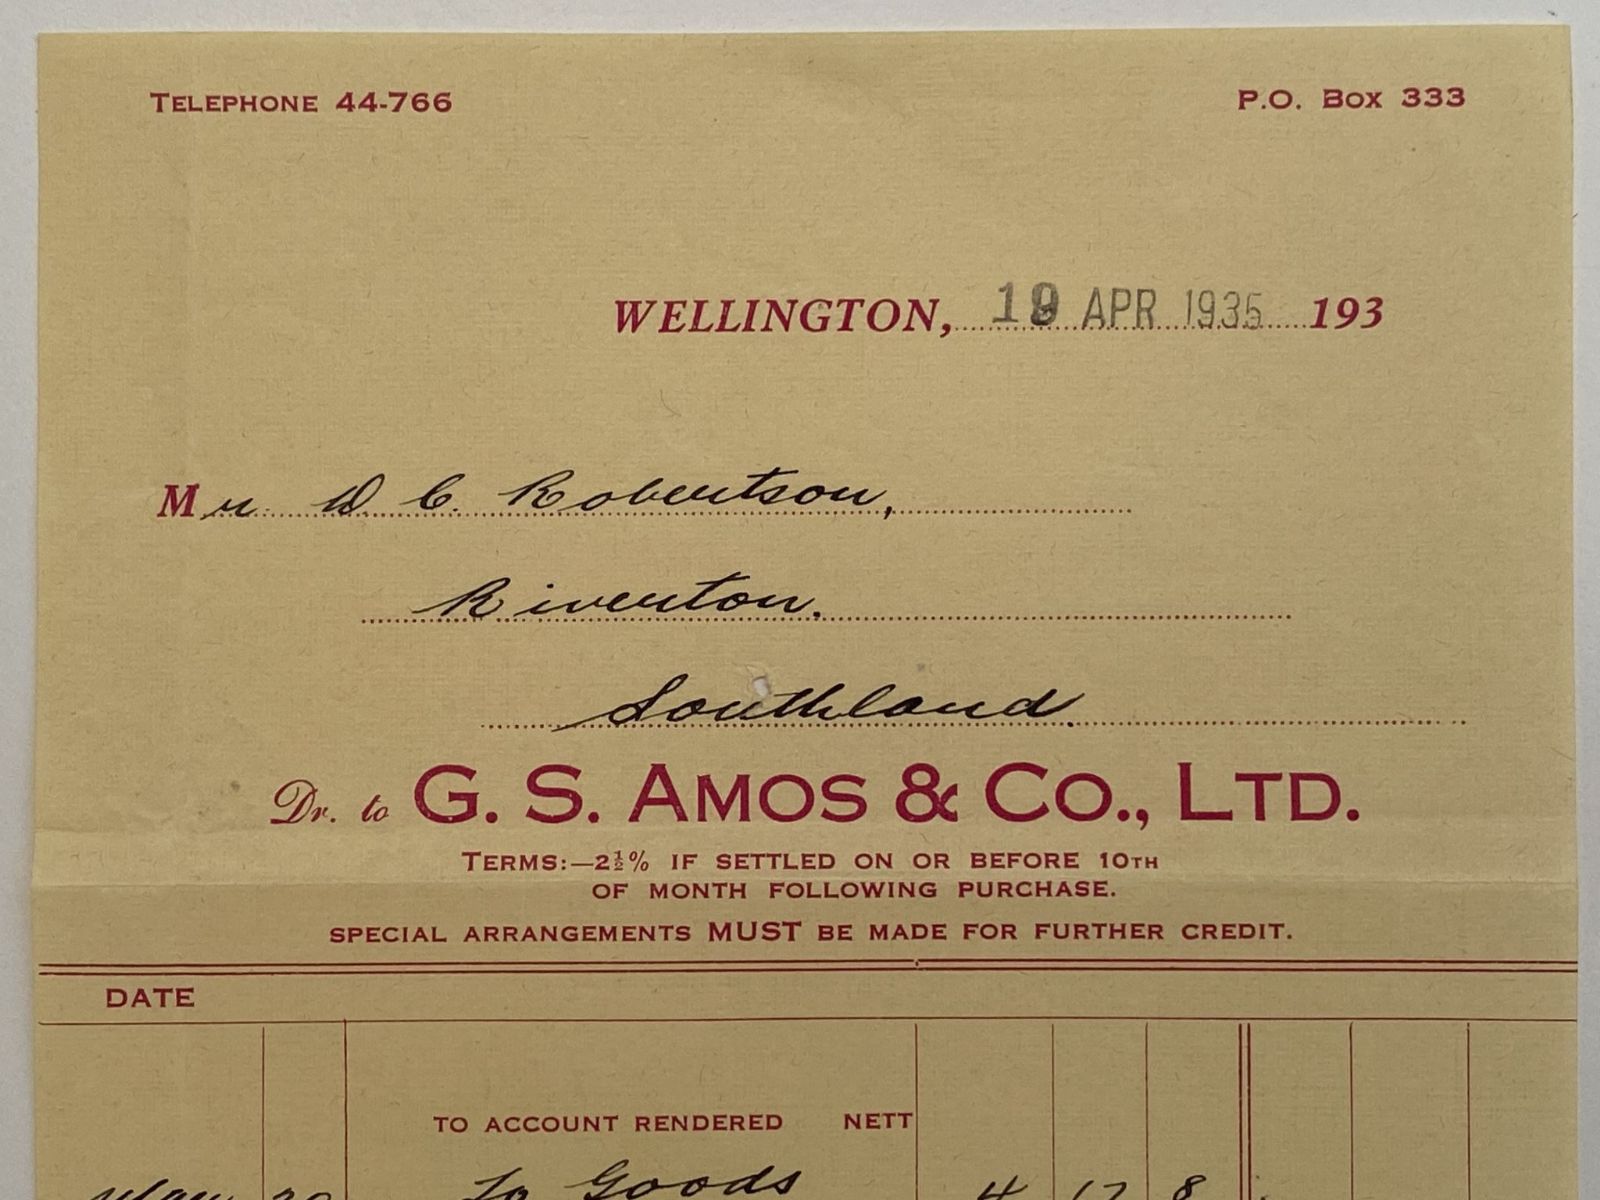 TELEPHONE 44-766 P.O. BOX 333
WELLINGTON, APR 1935 193
Mr. W. C. Robertson,
Riverton.
Southland.
Dr. to G. S. AMOS & CO., LTD.
TERMS:—2½% IF SETTLED ON OR BEFORE 10TH
OF MONTH FOLLOWING PURCHASE.
SPECIAL ARRANGEMENTS MUST BE MADE FOR FURTHER CREDIT.
DATE
TO ACCOUNT RENDERED NETT
To Goods 4 17 8